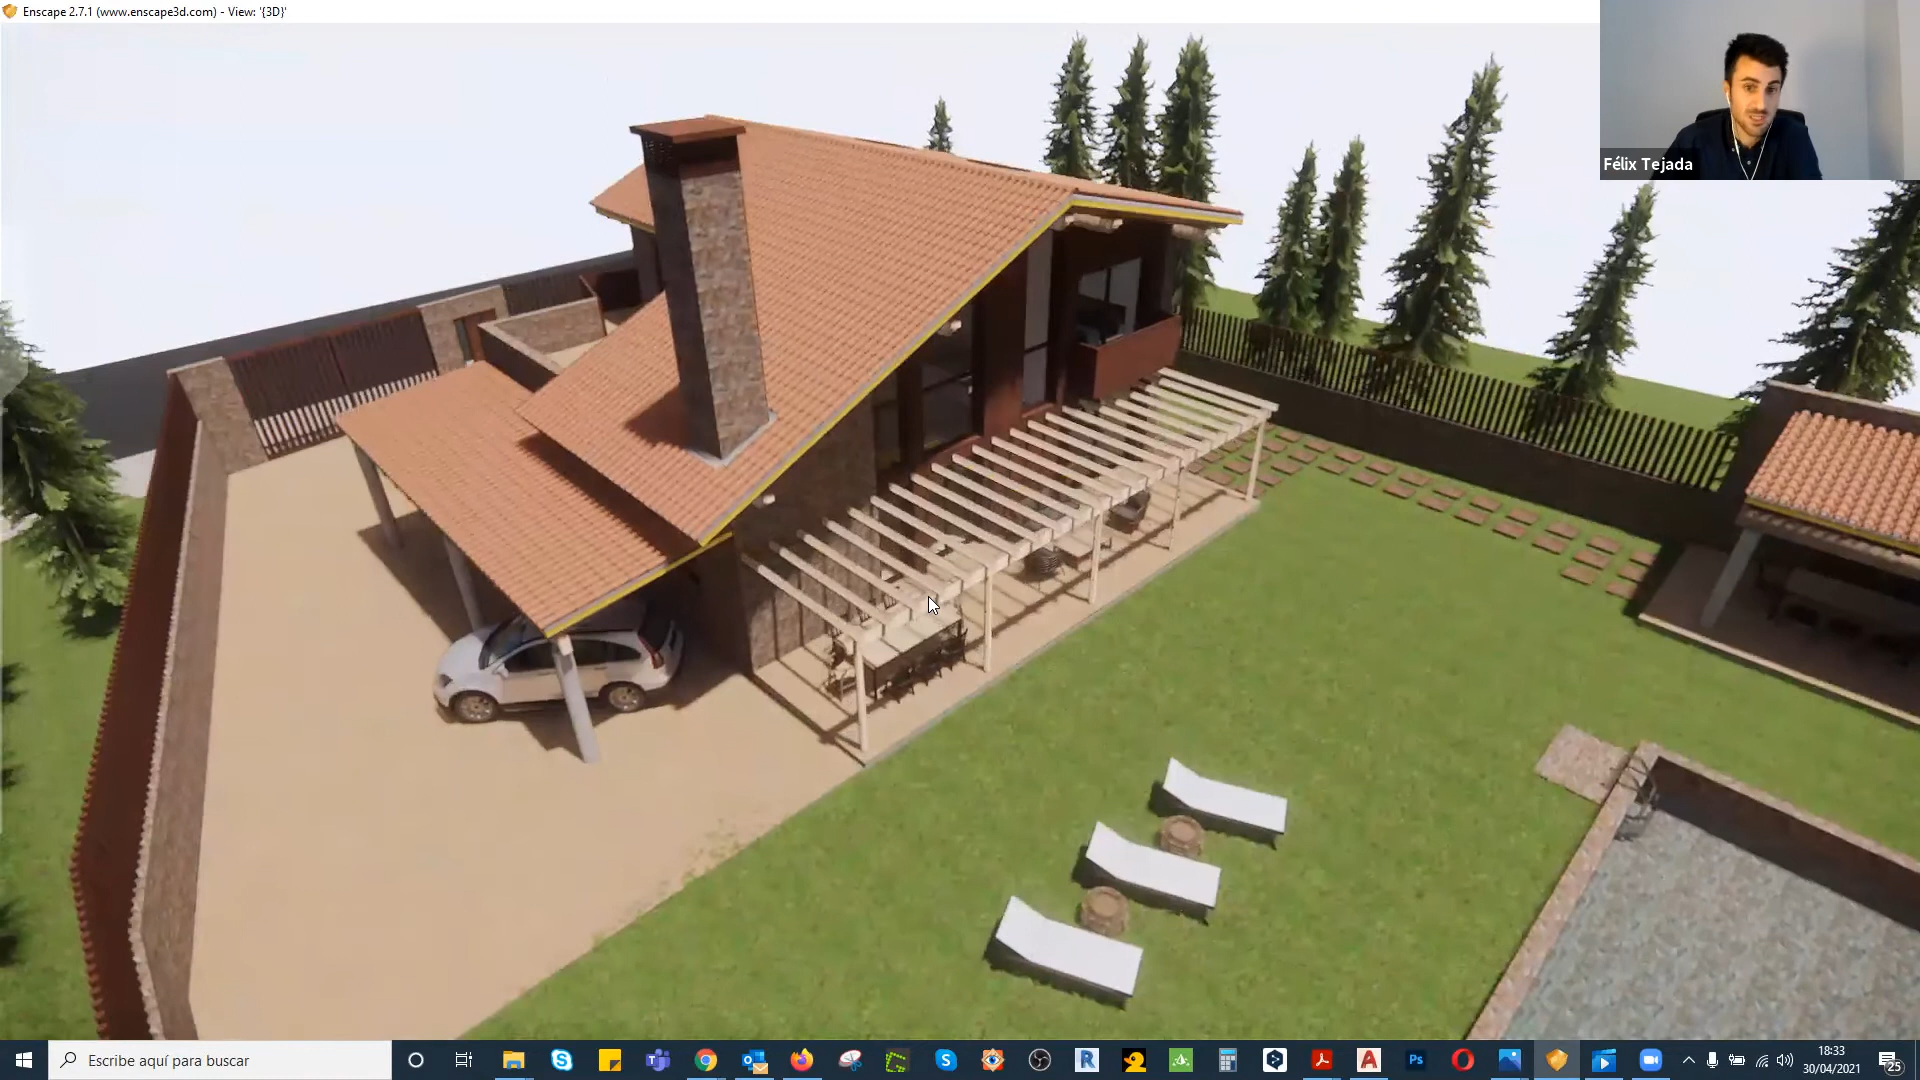 Enscape 2.7.1 (www.enscape3d.com) - View: '{3D}'
Félix Tejada
Escribe aquí para buscar
Ps
18:33
30/04/2021
25